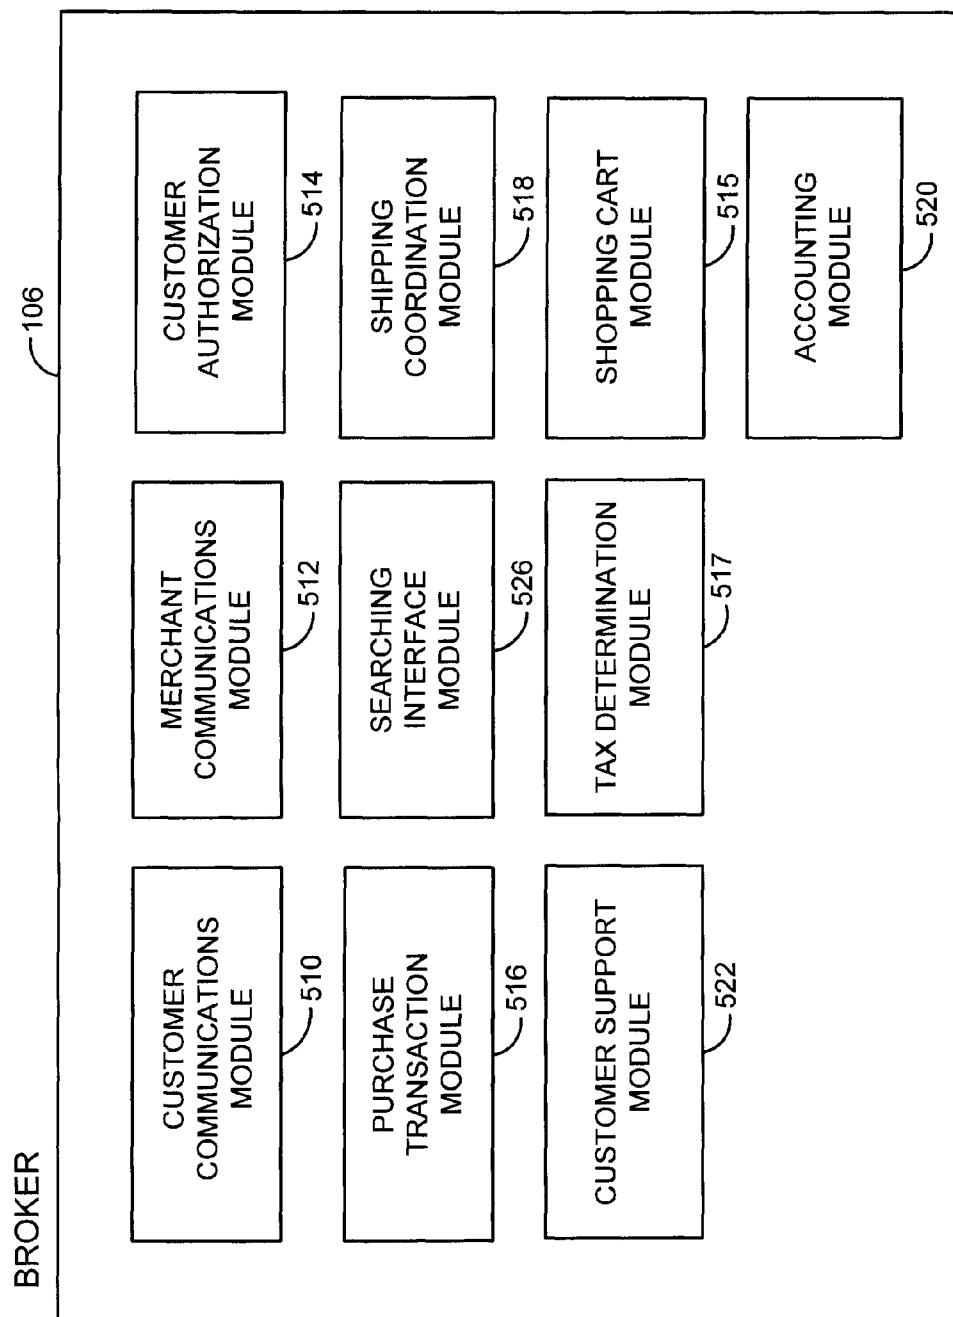 BROKER
106
CUSTOMER
COMMUNICATIONS
MODULE
510
MERCHANT
COMMUNICATIONS
MODULE
512
CUSTOMER
AUTHORIZATION
MODULE
514
PURCHASE
TRANSACTION
MODULE
516
SEARCHING
INTERFACE
MODULE
526
SHIPPING
COORDINATION
MODULE
518
CUSTOMER SUPPORT
MODULE
522
TAX DETERMINATION
MODULE
517
SHOPPING CART
MODULE
515
ACCOUNTING
MODULE
520